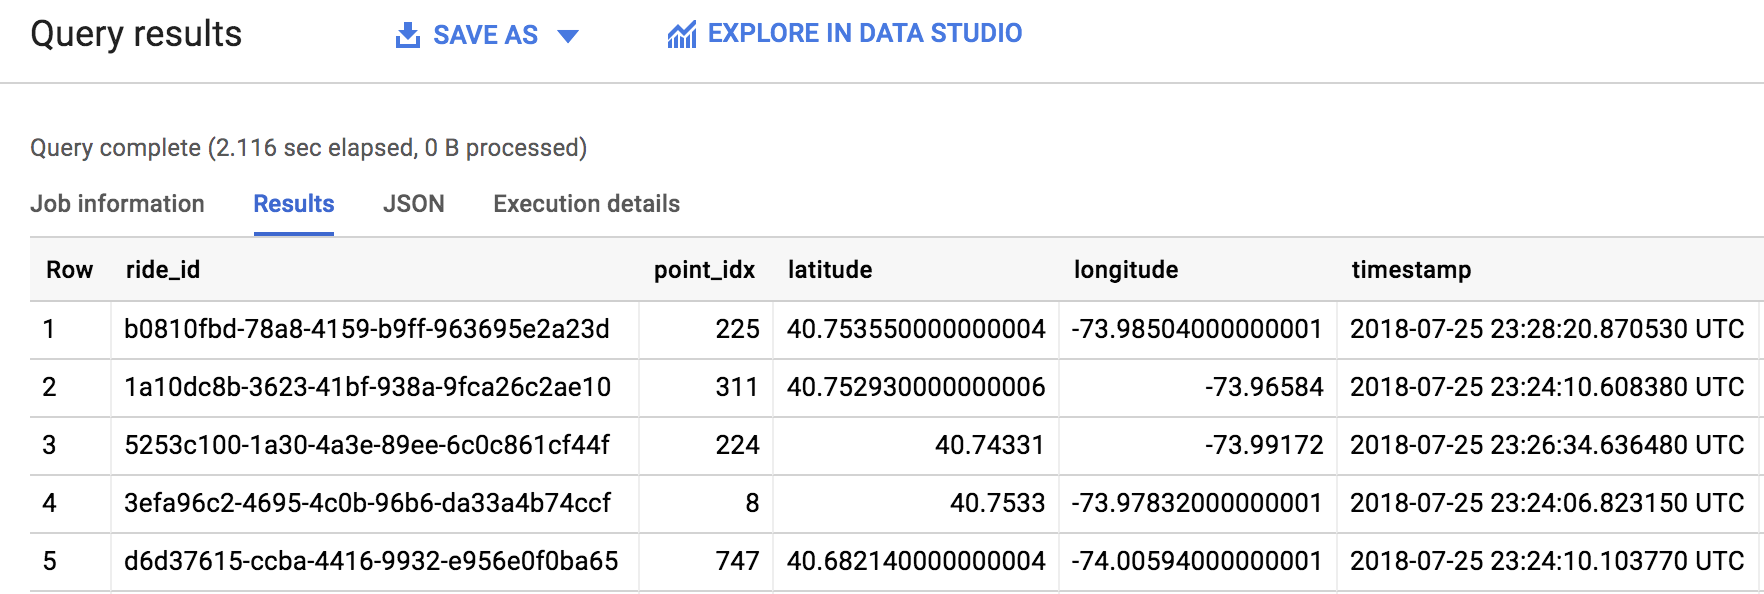 Query results SAVE AS EXPLORE IN DATA STUDIO
Query complete (2.116 sec elapsed, 0 B processed)
Job information Results JSON Execution details
Row ride_id point_idx latitude longitude timestamp
1 b0810fbd-78a8-4159-b9ff-963695e2a23d 225 40.753550000000004 -73.98504000000001 2018-07-25 23:28:20.870530 UTC
2 1a10dc8b-3623-41bf-938a-9fca26c2ae10 311 40.752930000000006 -73.96584 2018-07-25 23:24:10.608380 UTC
3 5253c100-1a30-4a3e-89ee-6c0c861cf44f 224 40.74331 -73.99172 2018-07-25 23:26:34.636480 UTC
4 3efa96c2-4695-4c0b-96b6-da33a4b74ccf 8 40.7533 -73.97832000000001 2018-07-25 23:24:06.823150 UTC
5 d6d37615-ccba-4416-9932-e956e0f0ba65 747 40.682140000000004 -74.00594000000001 2018-07-25 23:24:10.103770 UTC